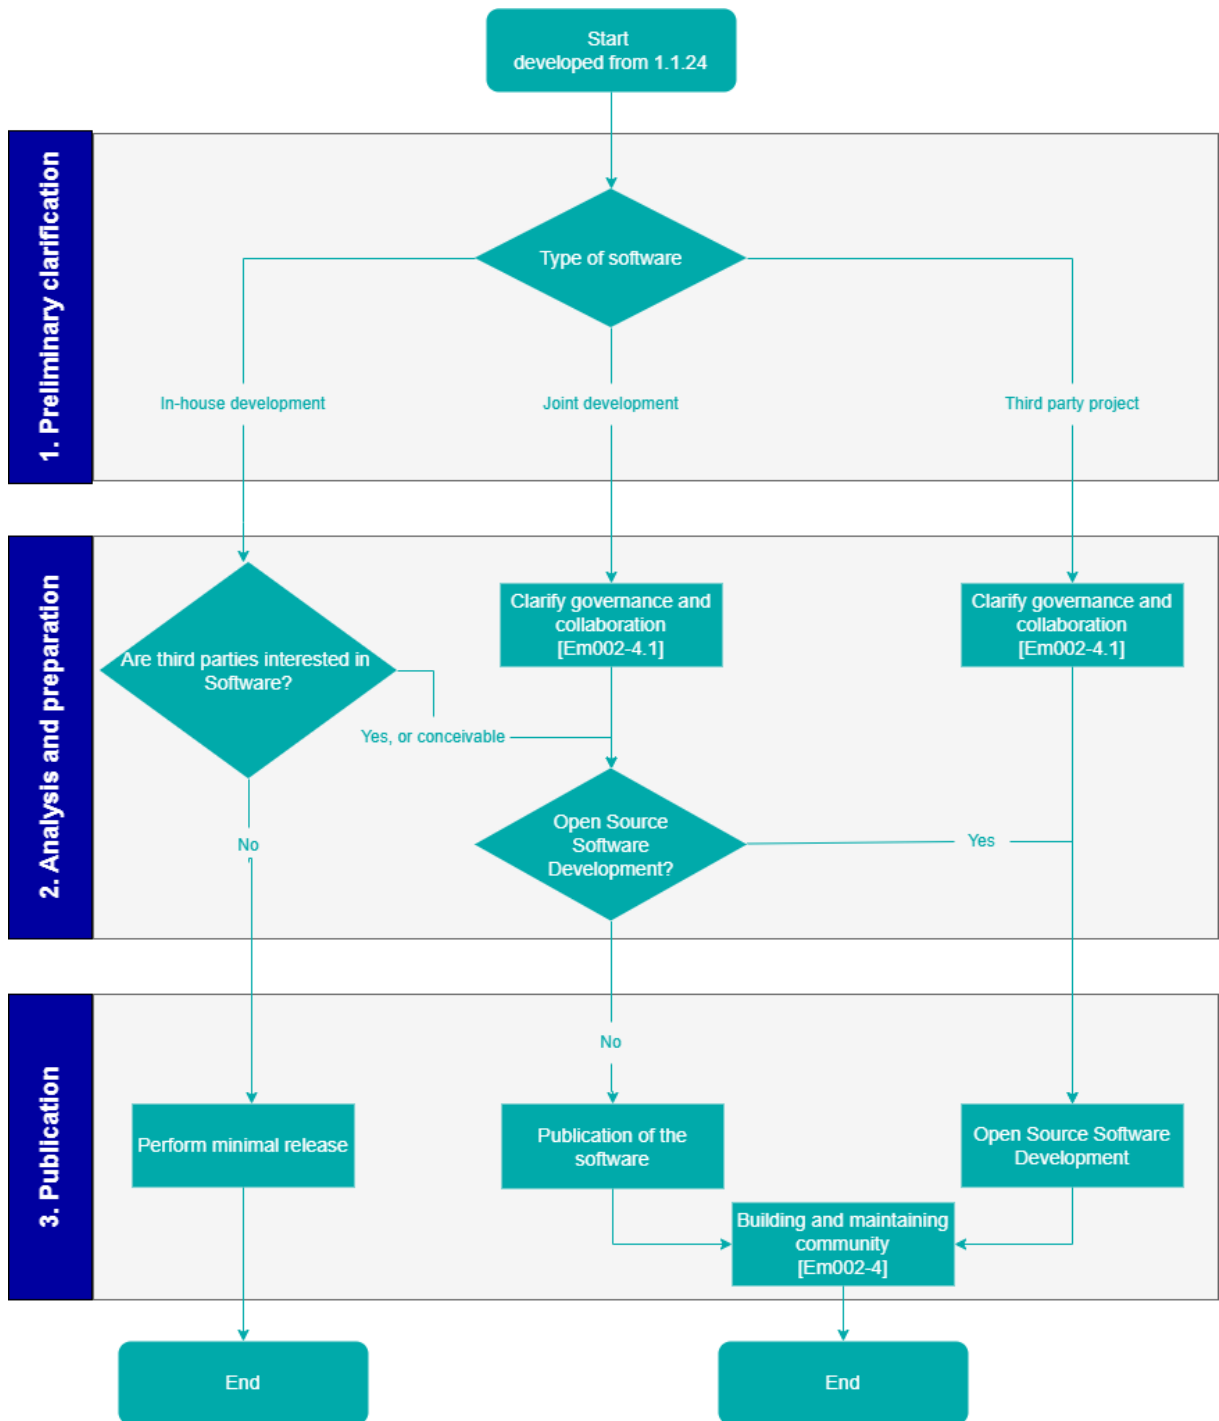 Start
developed from 1.1.24
1. Preliminary clarification
Type of software
In-house development
Joint development
Third party project
2. Analysis and preparation
Are third parties interested in
Software?
Clarify governance and
collaboration
[Em002-4.1]
Clarify governance and
collaboration
[Em002-4.1]
Yes, or conceivable
No
Open Source
Software
Development?
Yes
3. Publication
No
Perform minimal release
Publication of the
software
Open Source Software
Development
Building and maintaining
community
[Em002-4]
End
End